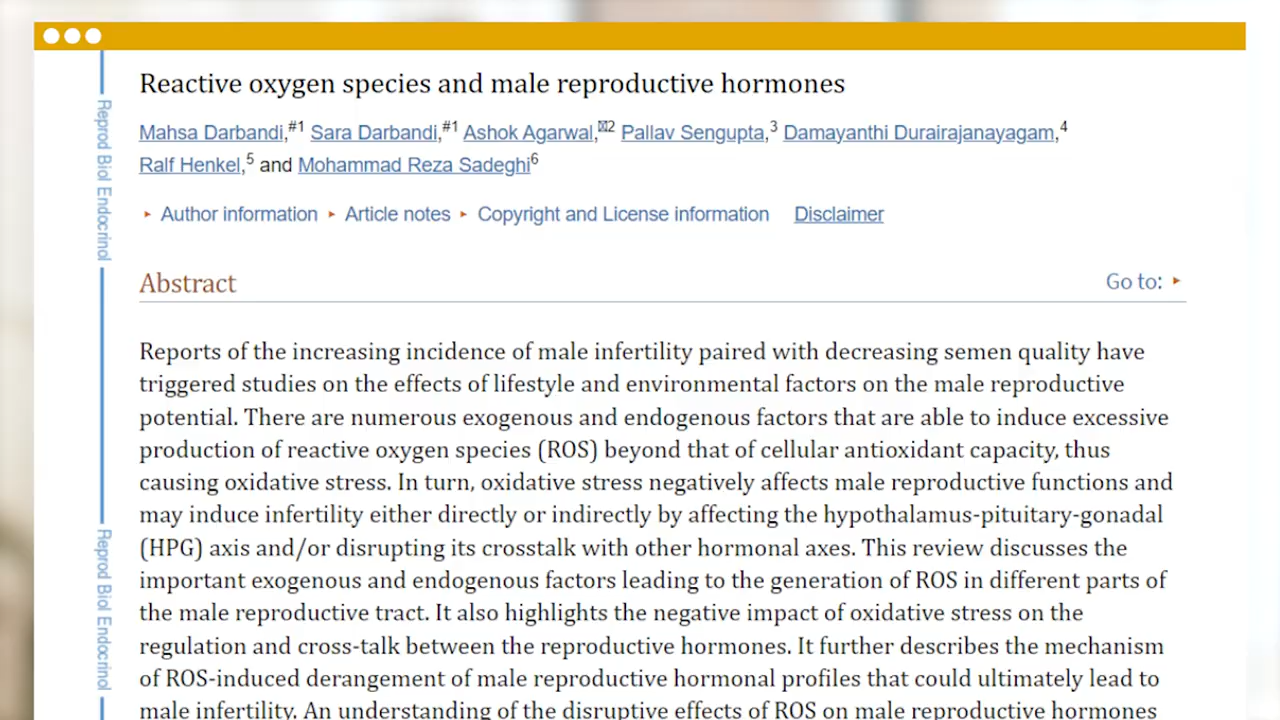 Reactive oxygen species and male reproductive hormones
Mahsa Darbandi,#1 Sara Darbandi,#1 Ashok Agarwal,2 Pallav Sengupta,3 Damayanthi Durairajanayagam,4
Ralf Henkel,5 and Mohammad Reza Sadeghi6
Author information Article notes Copyright and License information Disclaimer
Abstract
Go to:
Reports of the increasing incidence of male infertility paired with decreasing semen quality have
triggered studies on the effects of lifestyle and environmental factors on the male reproductive
potential. There are numerous exogenous and endogenous factors that are able to induce excessive
production of reactive oxygen species (ROS) beyond that of cellular antioxidant capacity, thus
causing oxidative stress. In turn, oxidative stress negatively affects male reproductive functions and
may induce infertility either directly or indirectly by affecting the hypothalamus-pituitary-gonadal
(HPG) axis and/or disrupting its crosstalk with other hormonal axes. This review discusses the
important exogenous and endogenous factors leading to the generation of ROS in different parts of
the male reproductive tract. It also highlights the negative impact of oxidative stress on the
regulation and cross-talk between the reproductive hormones. It further describes the mechanism
of ROS-induced derangement of male reproductive hormonal profiles that could ultimately lead to
male infertility. An understanding of the disruptive effects of ROS on male reproductive hormones
Reprod Biol Endocrinol
Reprod Biol Endocrinol